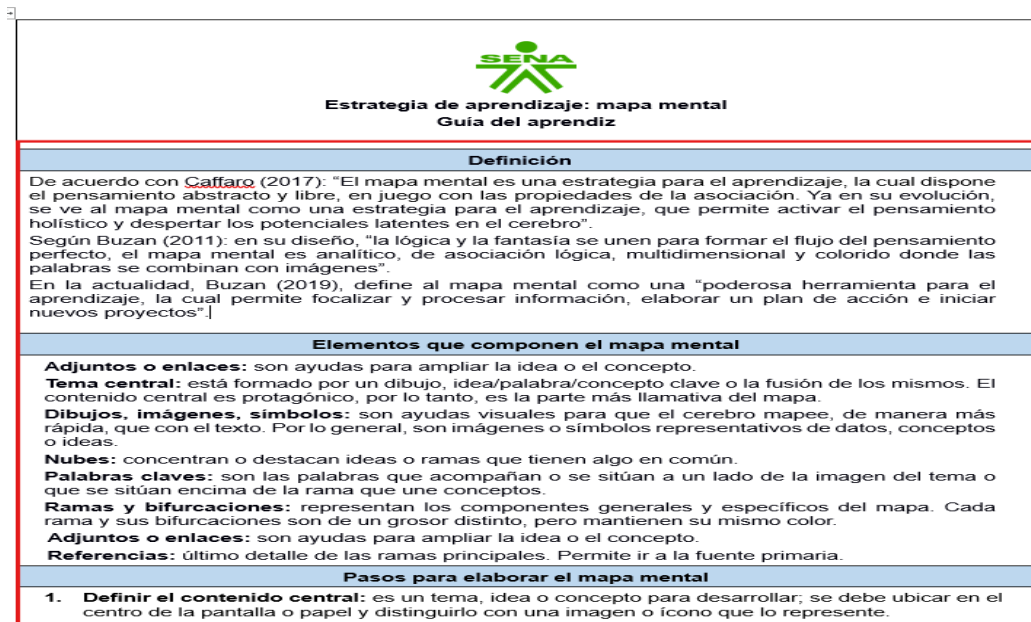 SENA
Estrategia de aprendizaje: mapa mental
Guía del aprendiz
Definición
De acuerdo con Caffaro (2017): “El mapa mental es una estrategia para el aprendizaje, la cual dispone
el pensamiento abstracto y libre, en juego con las propiedades de la asociación. Ya en su evolución,
se ve al mapa mental como una estrategia para el aprendizaje, que permite activar el pensamiento
holístico y despertar los potenciales latentes en el cerebro”.
Según Buzan (2011): en su diseño, “la lógica y la fantasía se unen para formar el flujo del pensamiento
perfecto, el mapa mental es analítico, de asociación lógica, multidimensional y colorido donde las
palabras se combinan con imágenes”.
En la actualidad, Buzan (2019), define al mapa mental como una “poderosa herramienta para el
aprendizaje, la cual permite focalizar y procesar información, elaborar un plan de acción e iniciar
nuevos proyectos”.
Elementos que componen el mapa mental
Adjuntos o enlaces: son ayudas para ampliar la idea o el concepto.
Tema central: está formado por un dibujo, idea/palabra/concepto clave o la fusión de los mismos. El
contenido central es protagónico, por lo tanto, es la parte más llamativa del mapa.
Dibujos, imágenes, símbolos: son ayudas visuales para que el cerebro mapee, de manera más
rápida, que con el texto. Por lo general, son imágenes o símbolos representativos de datos, conceptos
o ideas.
Nubes: concentran o destacan ideas o ramas que tienen algo en común.
Palabras claves: son las palabras que acompañan o se sitúan a un lado de la imagen del tema o
que se sitúan encima de la rama que une conceptos.
Ramas y bifurcaciones: representan los componentes generales y específicos del mapa. Cada
rama y sus bifurcaciones son de un grosor distinto, pero mantienen su mismo color.
Adjuntos o enlaces: son ayudas para ampliar la idea o el concepto.
Referencias: último detalle de las ramas principales. Permite ir a la fuente primaria.
Pasos para elaborar el mapa mental
1. Definir el contenido central: es un tema, idea o concepto para desarrollar; se debe ubicar en el
centro de la pantalla o papel y distinguirlo con una imagen o ícono que lo represente.